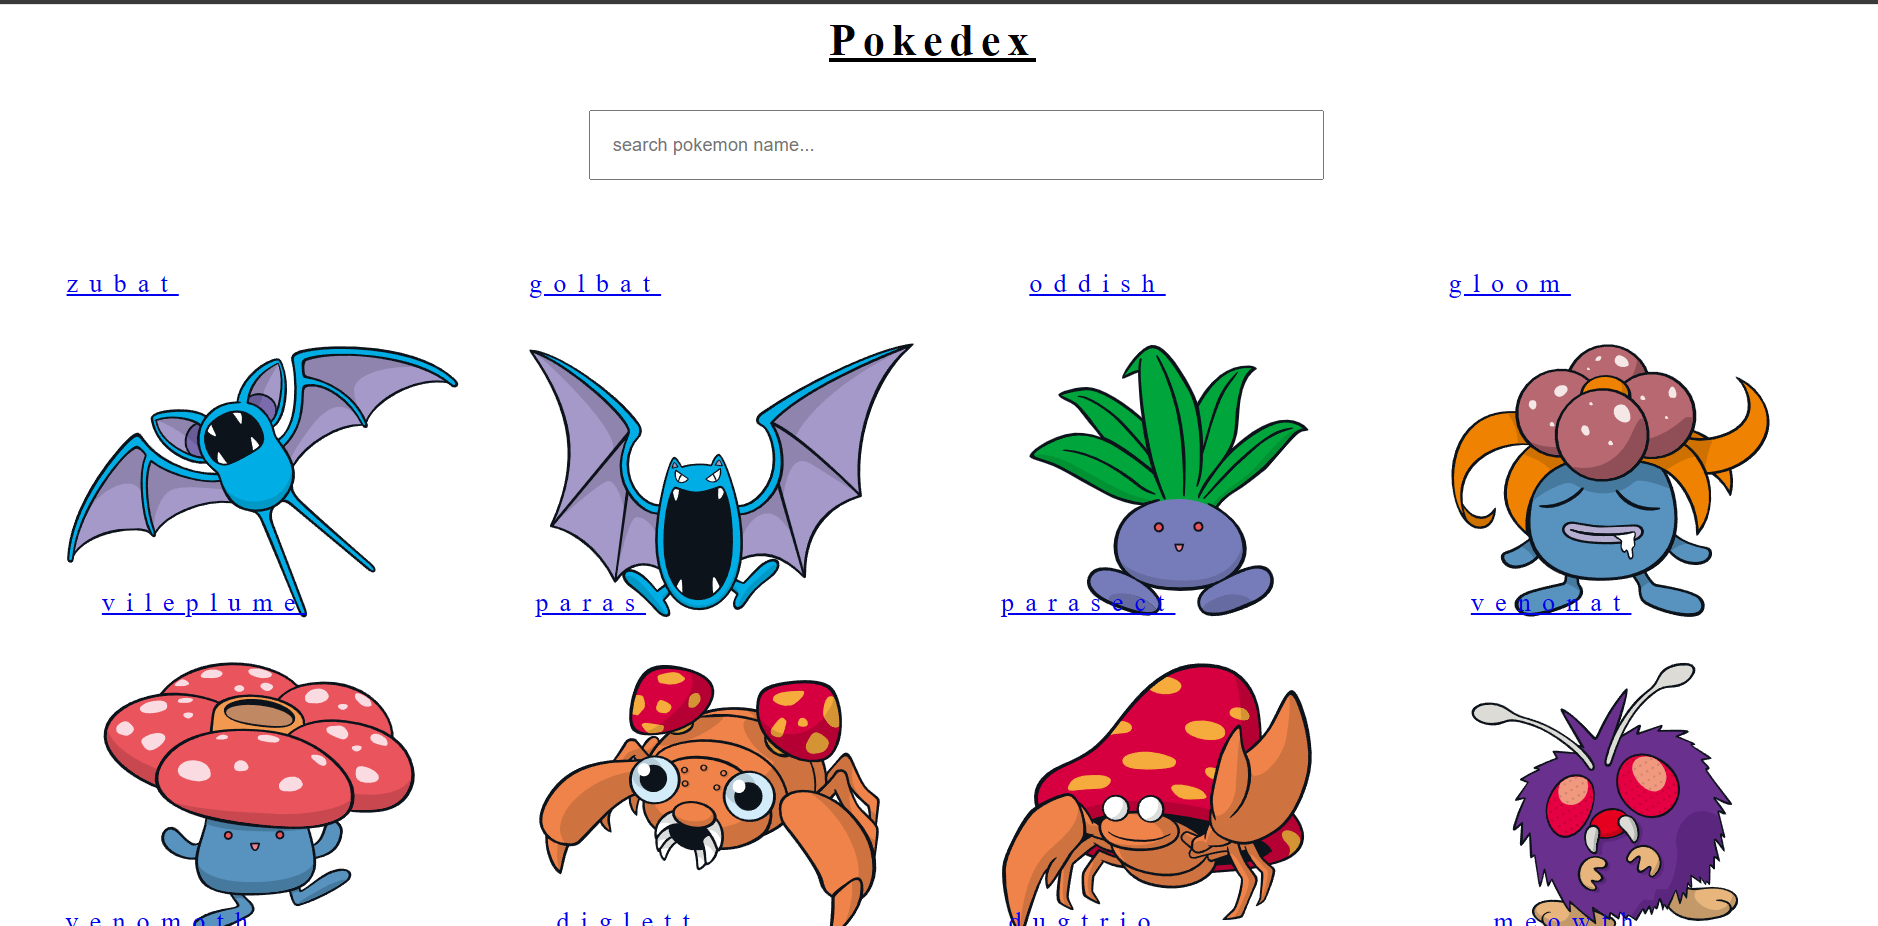 Pokedex
search pokemon name...
zubat golbat oddish gloom
vileplume paras parasect venonat
venomoth diglett dugtrio meowth